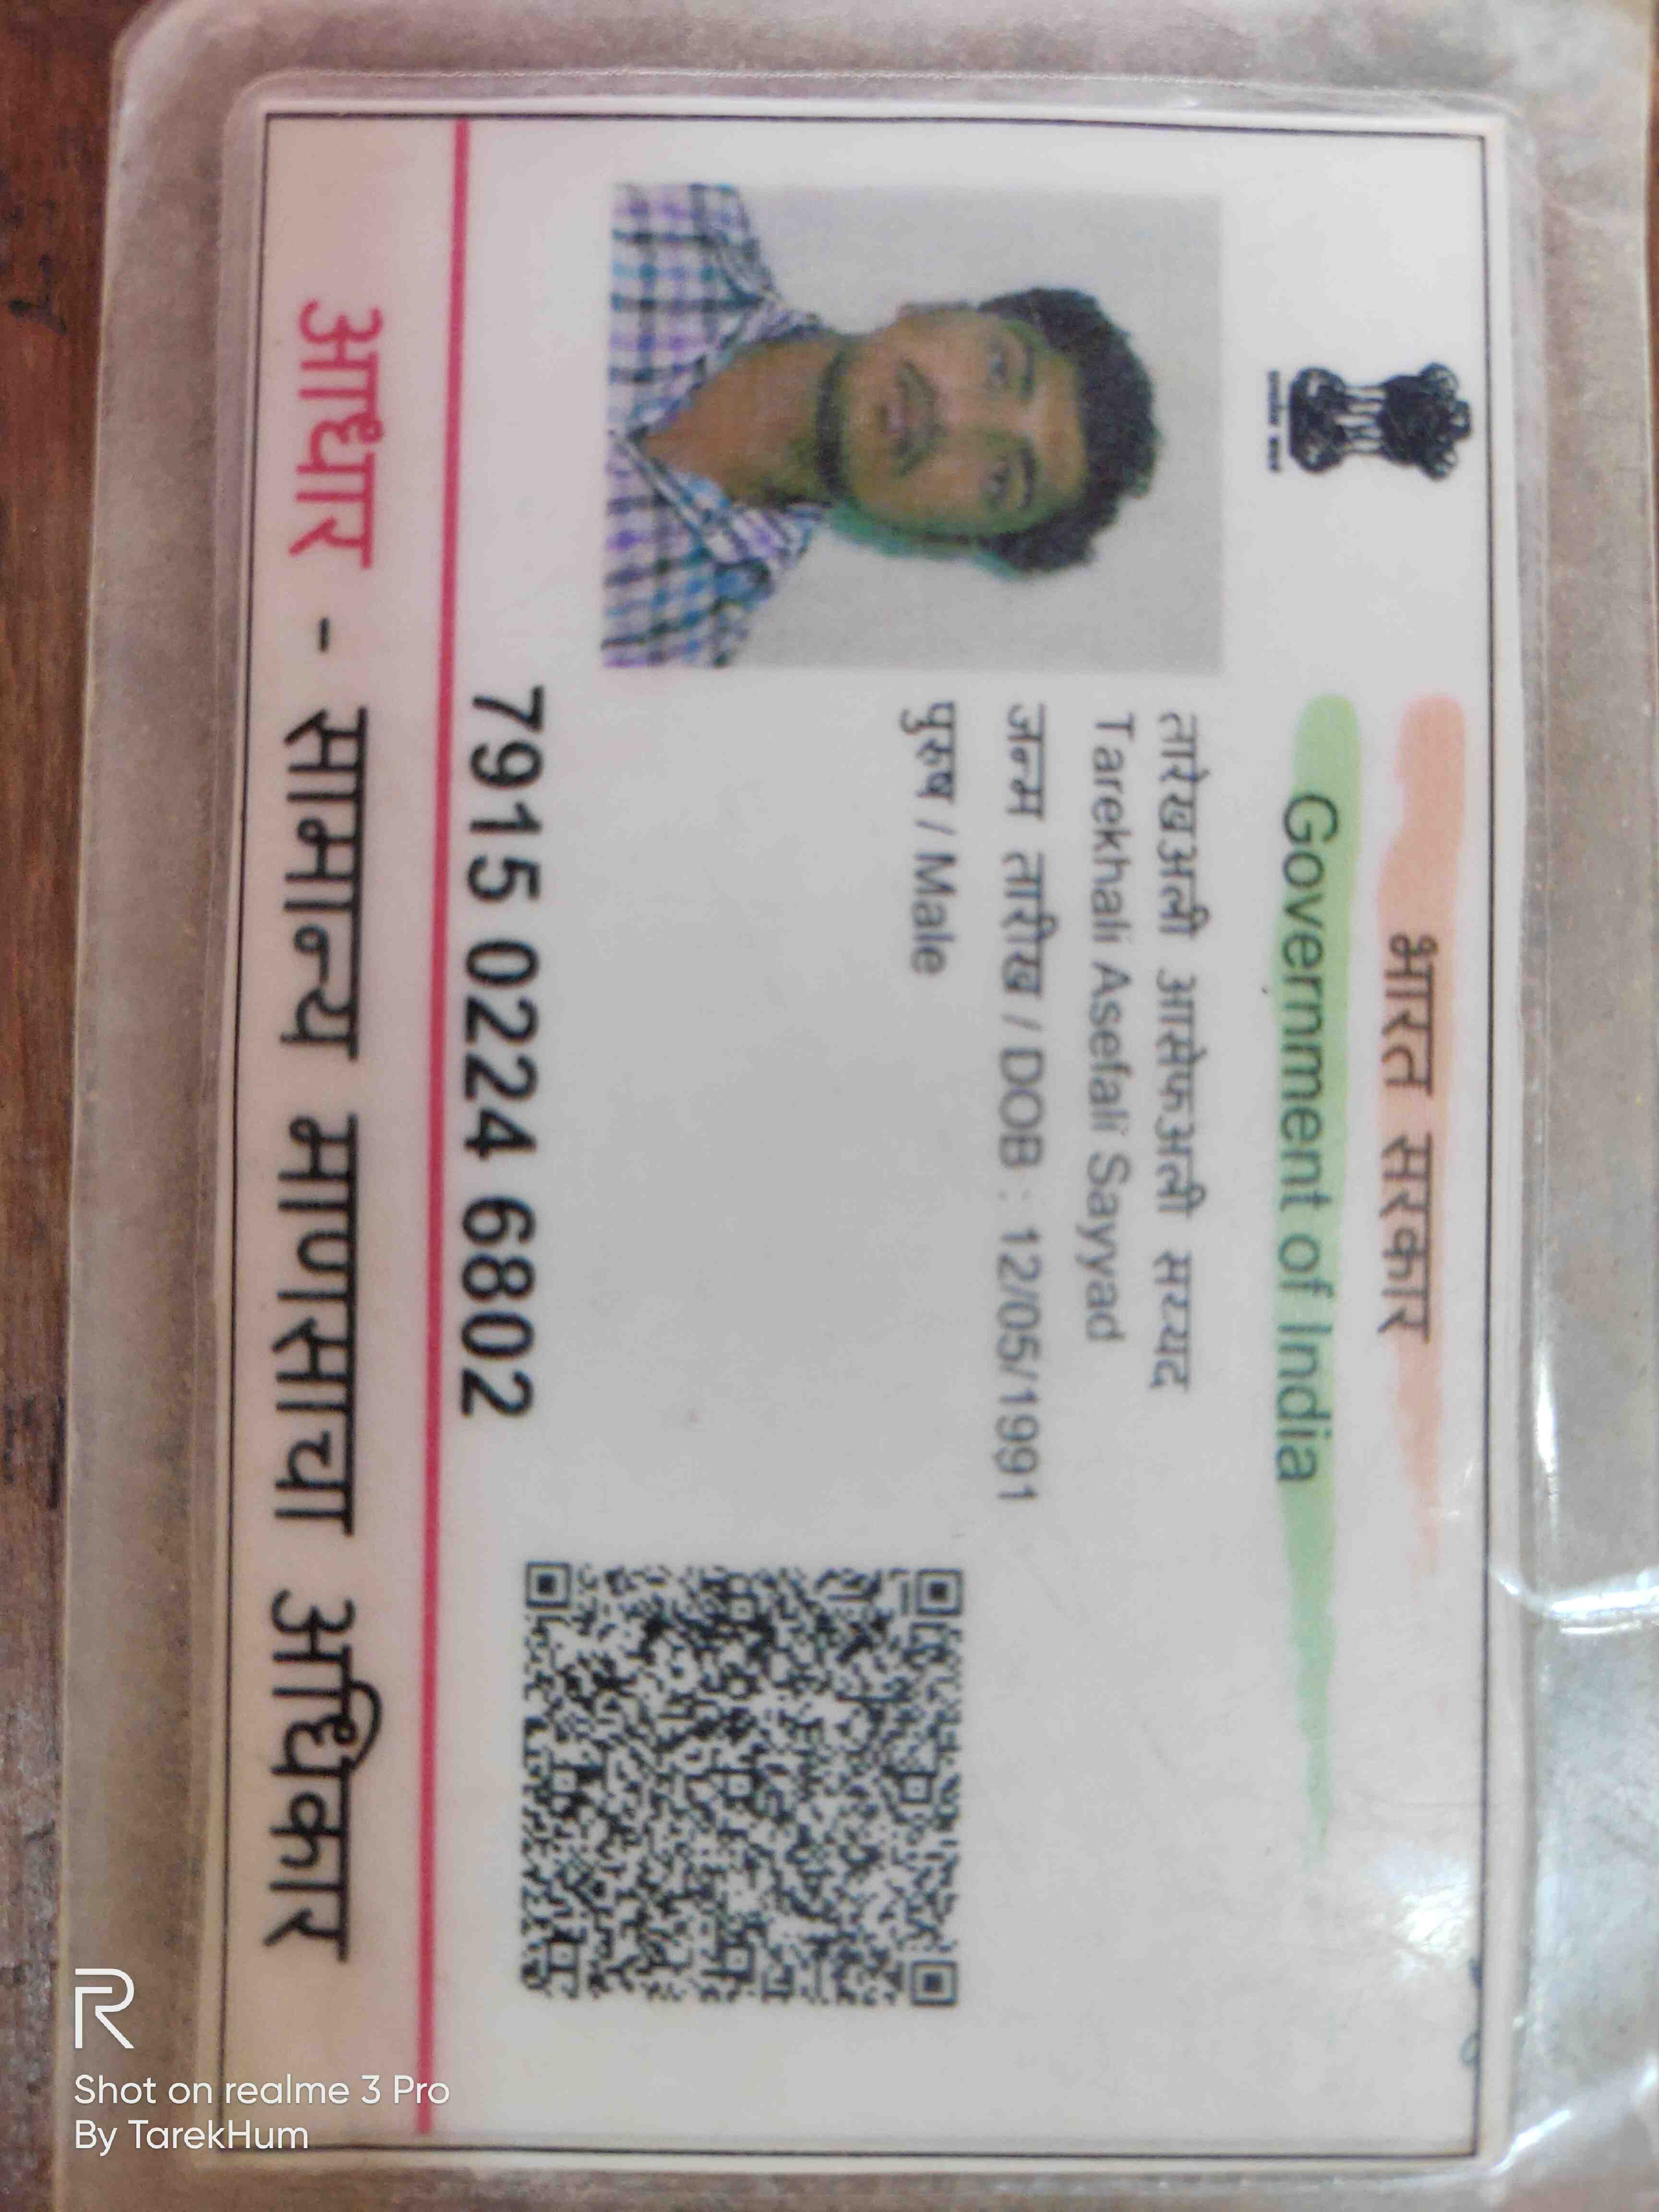 भारत सरकार
Government of India
तारेखअली आसेफअली सय्यद
Tarekhali Asefali Sayyad
जन्म तारीख / DOB : 12/05/1991
पुरुष / Male
7915 0224 6802
आधार - सामान्य माणसाचा अधिकार
Shot on realme 3 Pro
By TarekHum